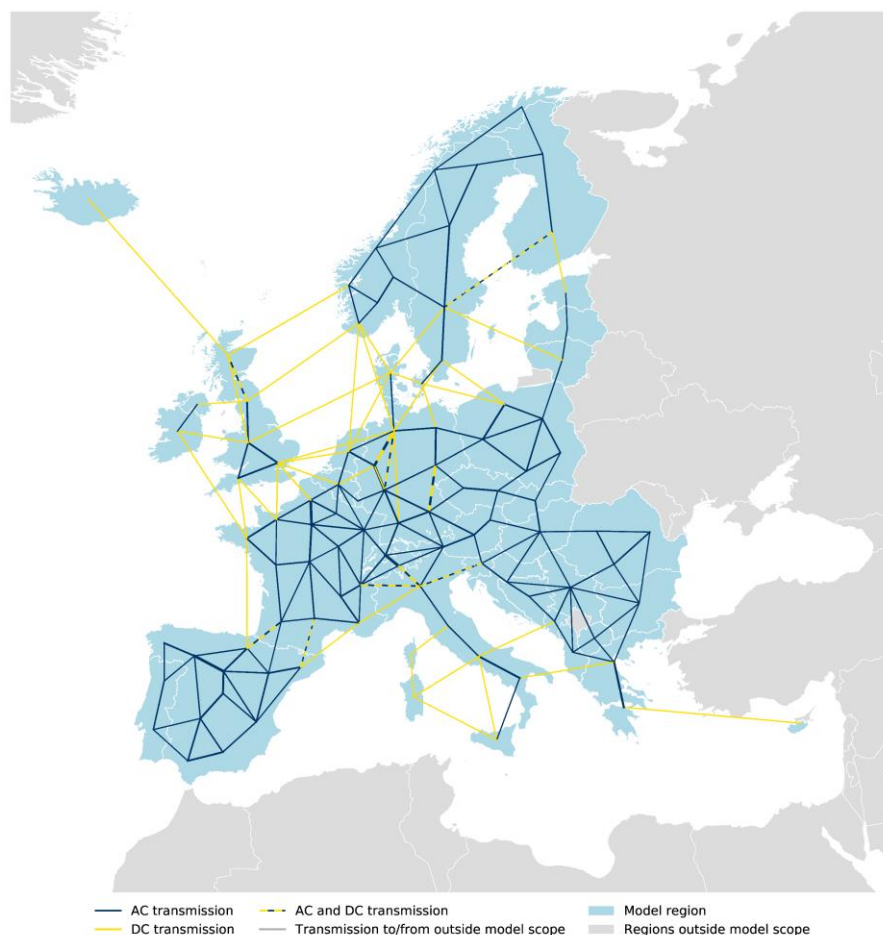 AC transmission
DC transmission
AC and DC transmission
Transmission to/from outside model scope
Model region
Regions outside model scope